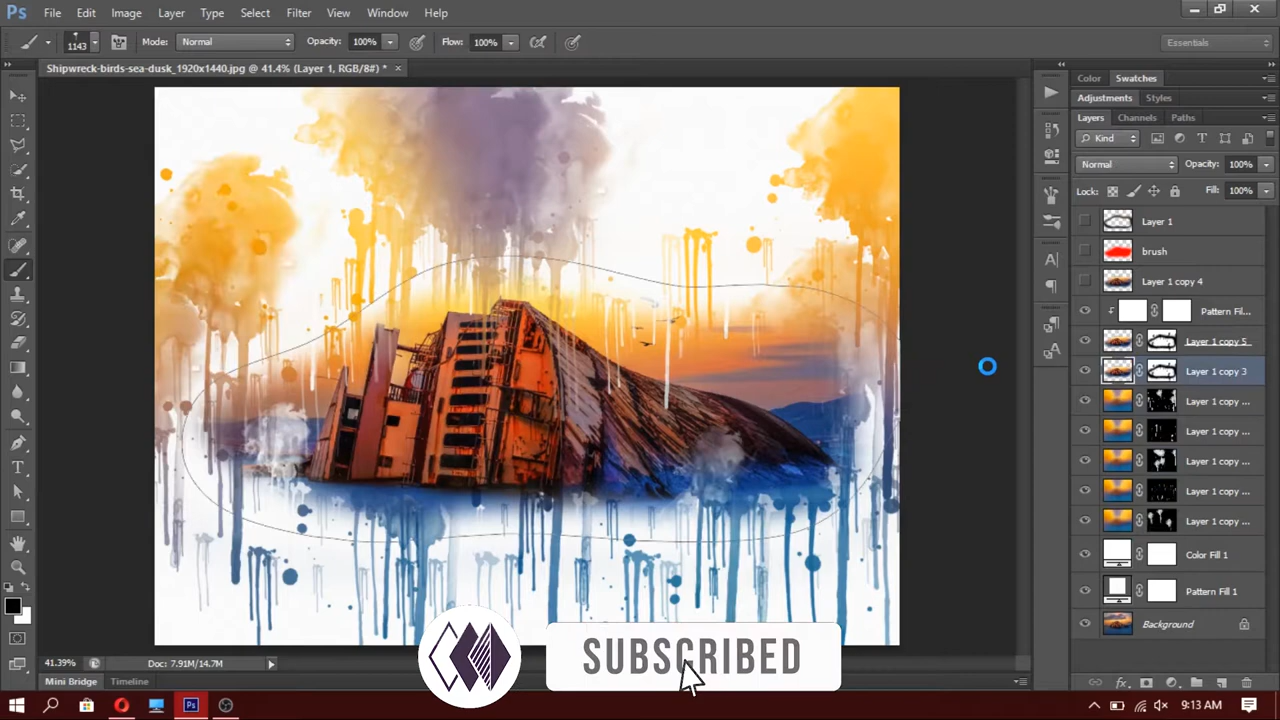 Ps File Edit Image Layer Type Select Filter View Window Help
1143 Mode: Normal Opacity: 100% Flow: 100% Essentials
Shipwreck-birds-sea-dusk_1920x1440.jpg @ 41.4% (Layer 1, RGB/8#) * ×
Color Swatches
Adjustments Styles
Layers Channels Paths
Kind
Normal Opacity: 100%
Lock: Fill: 100%
Layer 1
brush
Layer 1 copy 4
Pattern Fil...
Layer 1 copy 5
Layer 1 copy 3
Layer 1 copy ...
Layer 1 copy ...
Layer 1 copy ...
Layer 1 copy ...
Layer 1 copy ...
Color Fill 1
Pattern Fill 1
Background
SUBSCRIBED
41.39% Doc: 7.91M/14.7M
Mini Bridge Timeline
Ps 9:13 AM